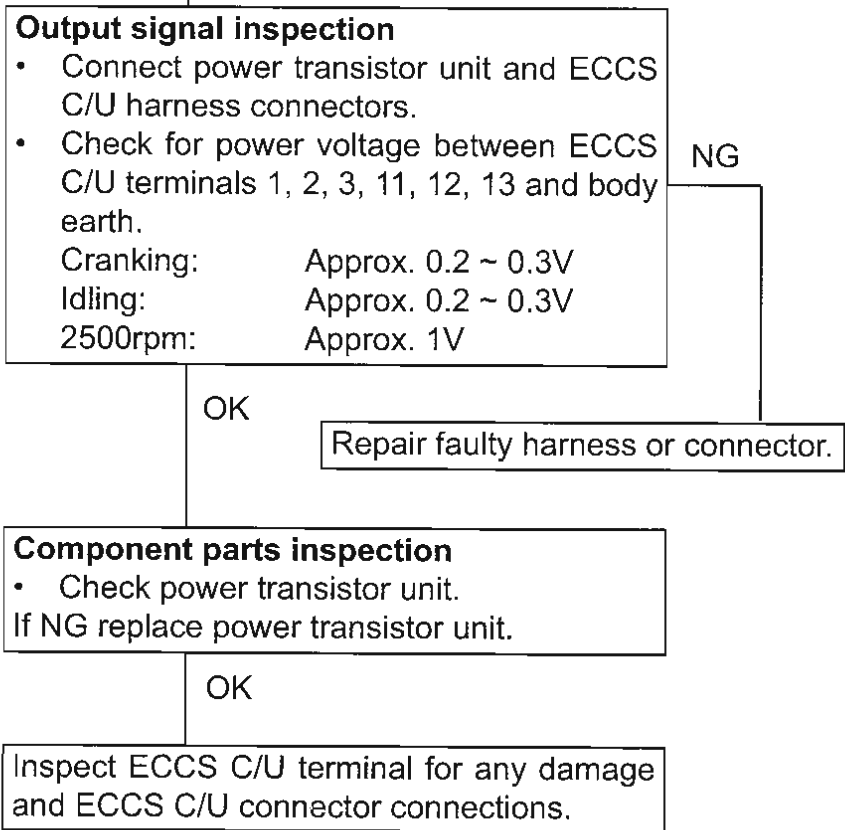 Output signal inspection
• Connect power transistor unit and ECCS
C/U harness connectors.
• Check for power voltage between ECCS
C/U terminals 1, 2, 3, 11, 12, 13 and body
earth.
Cranking: Approx. 0.2 ~ 0.3V
Idling: Approx. 0.2 ~ 0.3V
2500rpm: Approx. 1V
NG
OK
Repair faulty harness or connector.
Component parts inspection
• Check power transistor unit.
If NG replace power transistor unit.
OK
Inspect ECCS C/U terminal for any damage
and ECCS C/U connector connections.